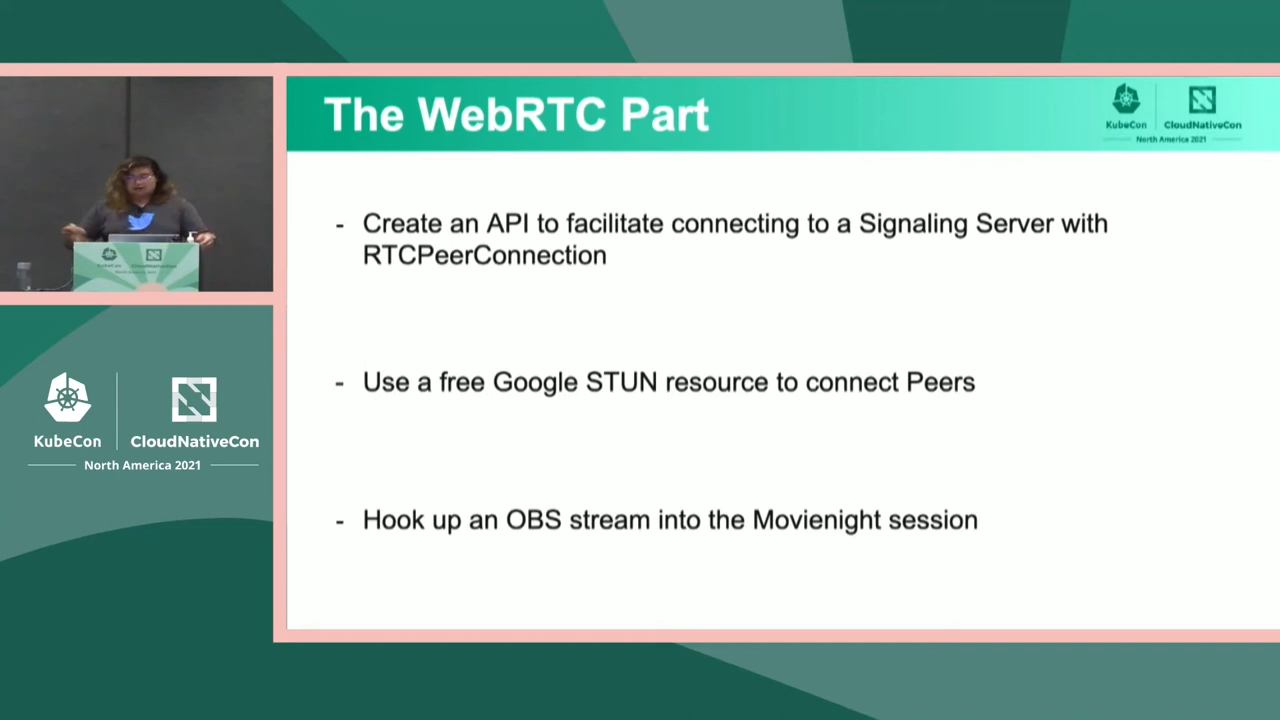 The WebRTC Part
KubeCon
CloudNativeCon
North America 2021
- Create an API to facilitate connecting to a Signaling Server with
RTCPeerConnection
- Use a free Google STUN resource to connect Peers
- Hook up an OBS stream into the Movienight session
KubeCon
CloudNativeCon
North America 2021